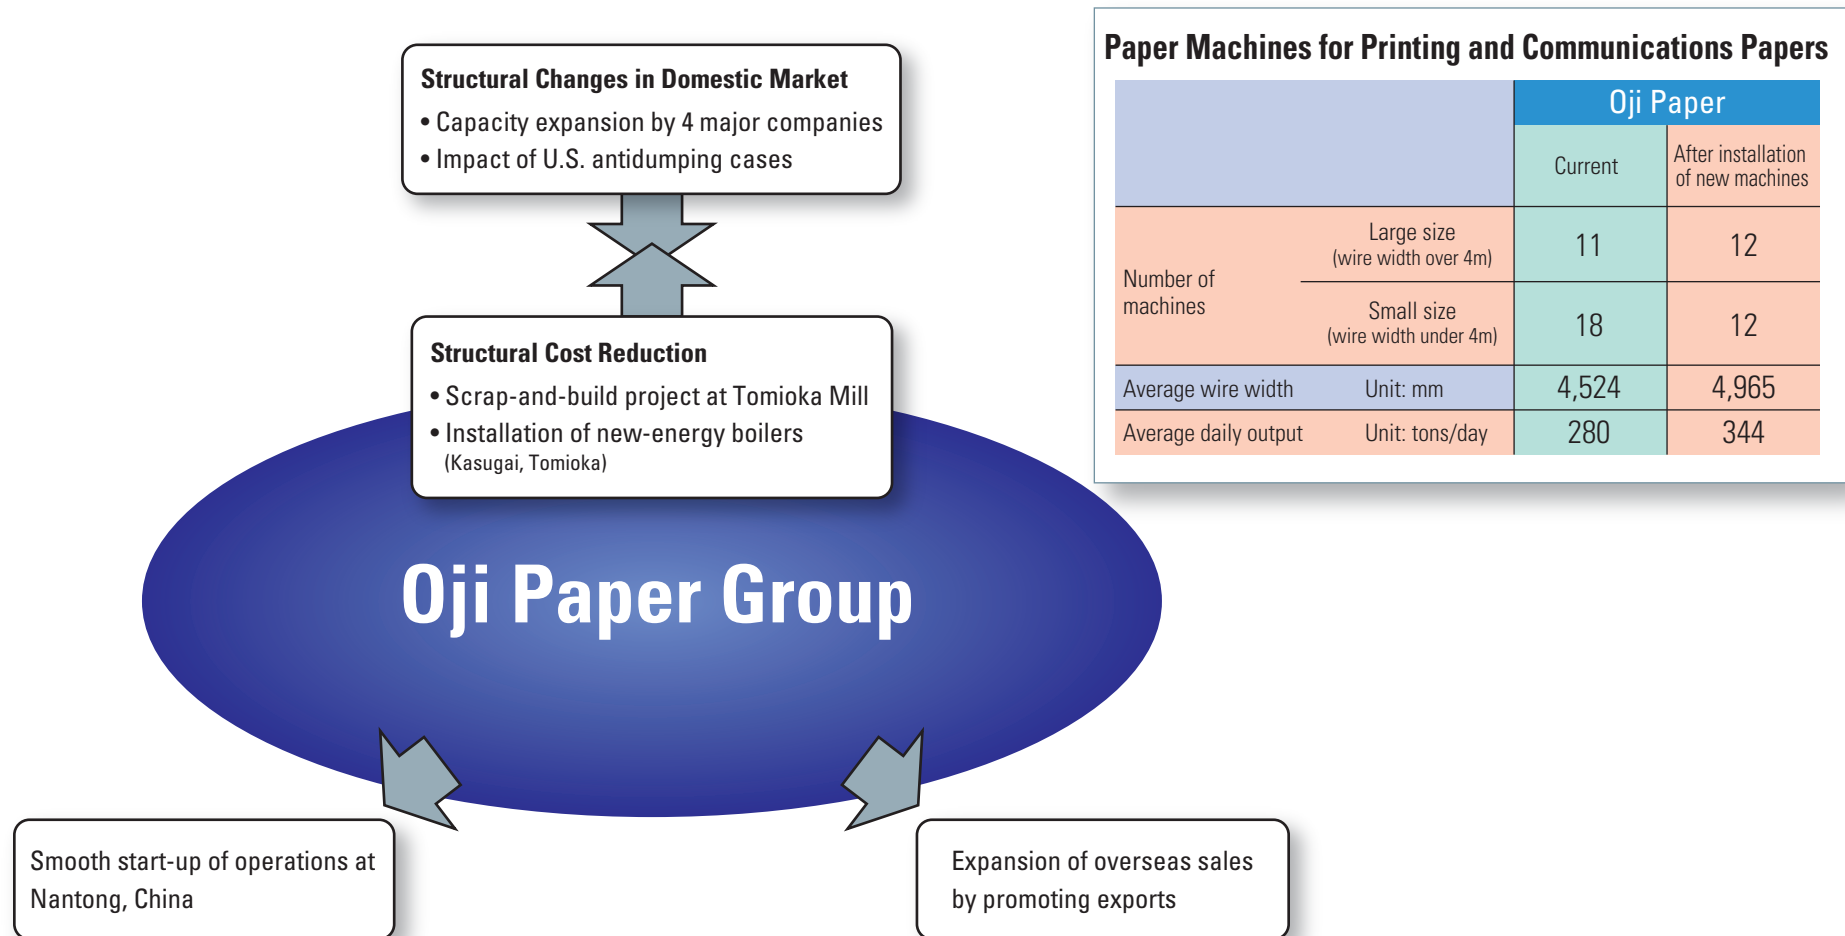 Structural Changes in Domestic Market
• Capacity expansion by 4 major companies
• Impact of U.S. antidumping cases
Structural Cost Reduction
• Scrap-and-build project at Tomioka Mill
• Installation of new-energy boilers
(Kasugai, Tomioka)
Oji Paper Group
Smooth start-up of operations at
Nantong, China
Expansion of overseas sales
by promoting exports
Paper Machines for Printing and Communications Papers
Oji Paper
Current
After installation
of new machines
Number of
machines
Large size
(wire width over 4m)
11
12
Small size
(wire width under 4m)
18
12
Average wire width Unit: mm 4,524 4,965
Average daily output Unit: tons/day 280 344